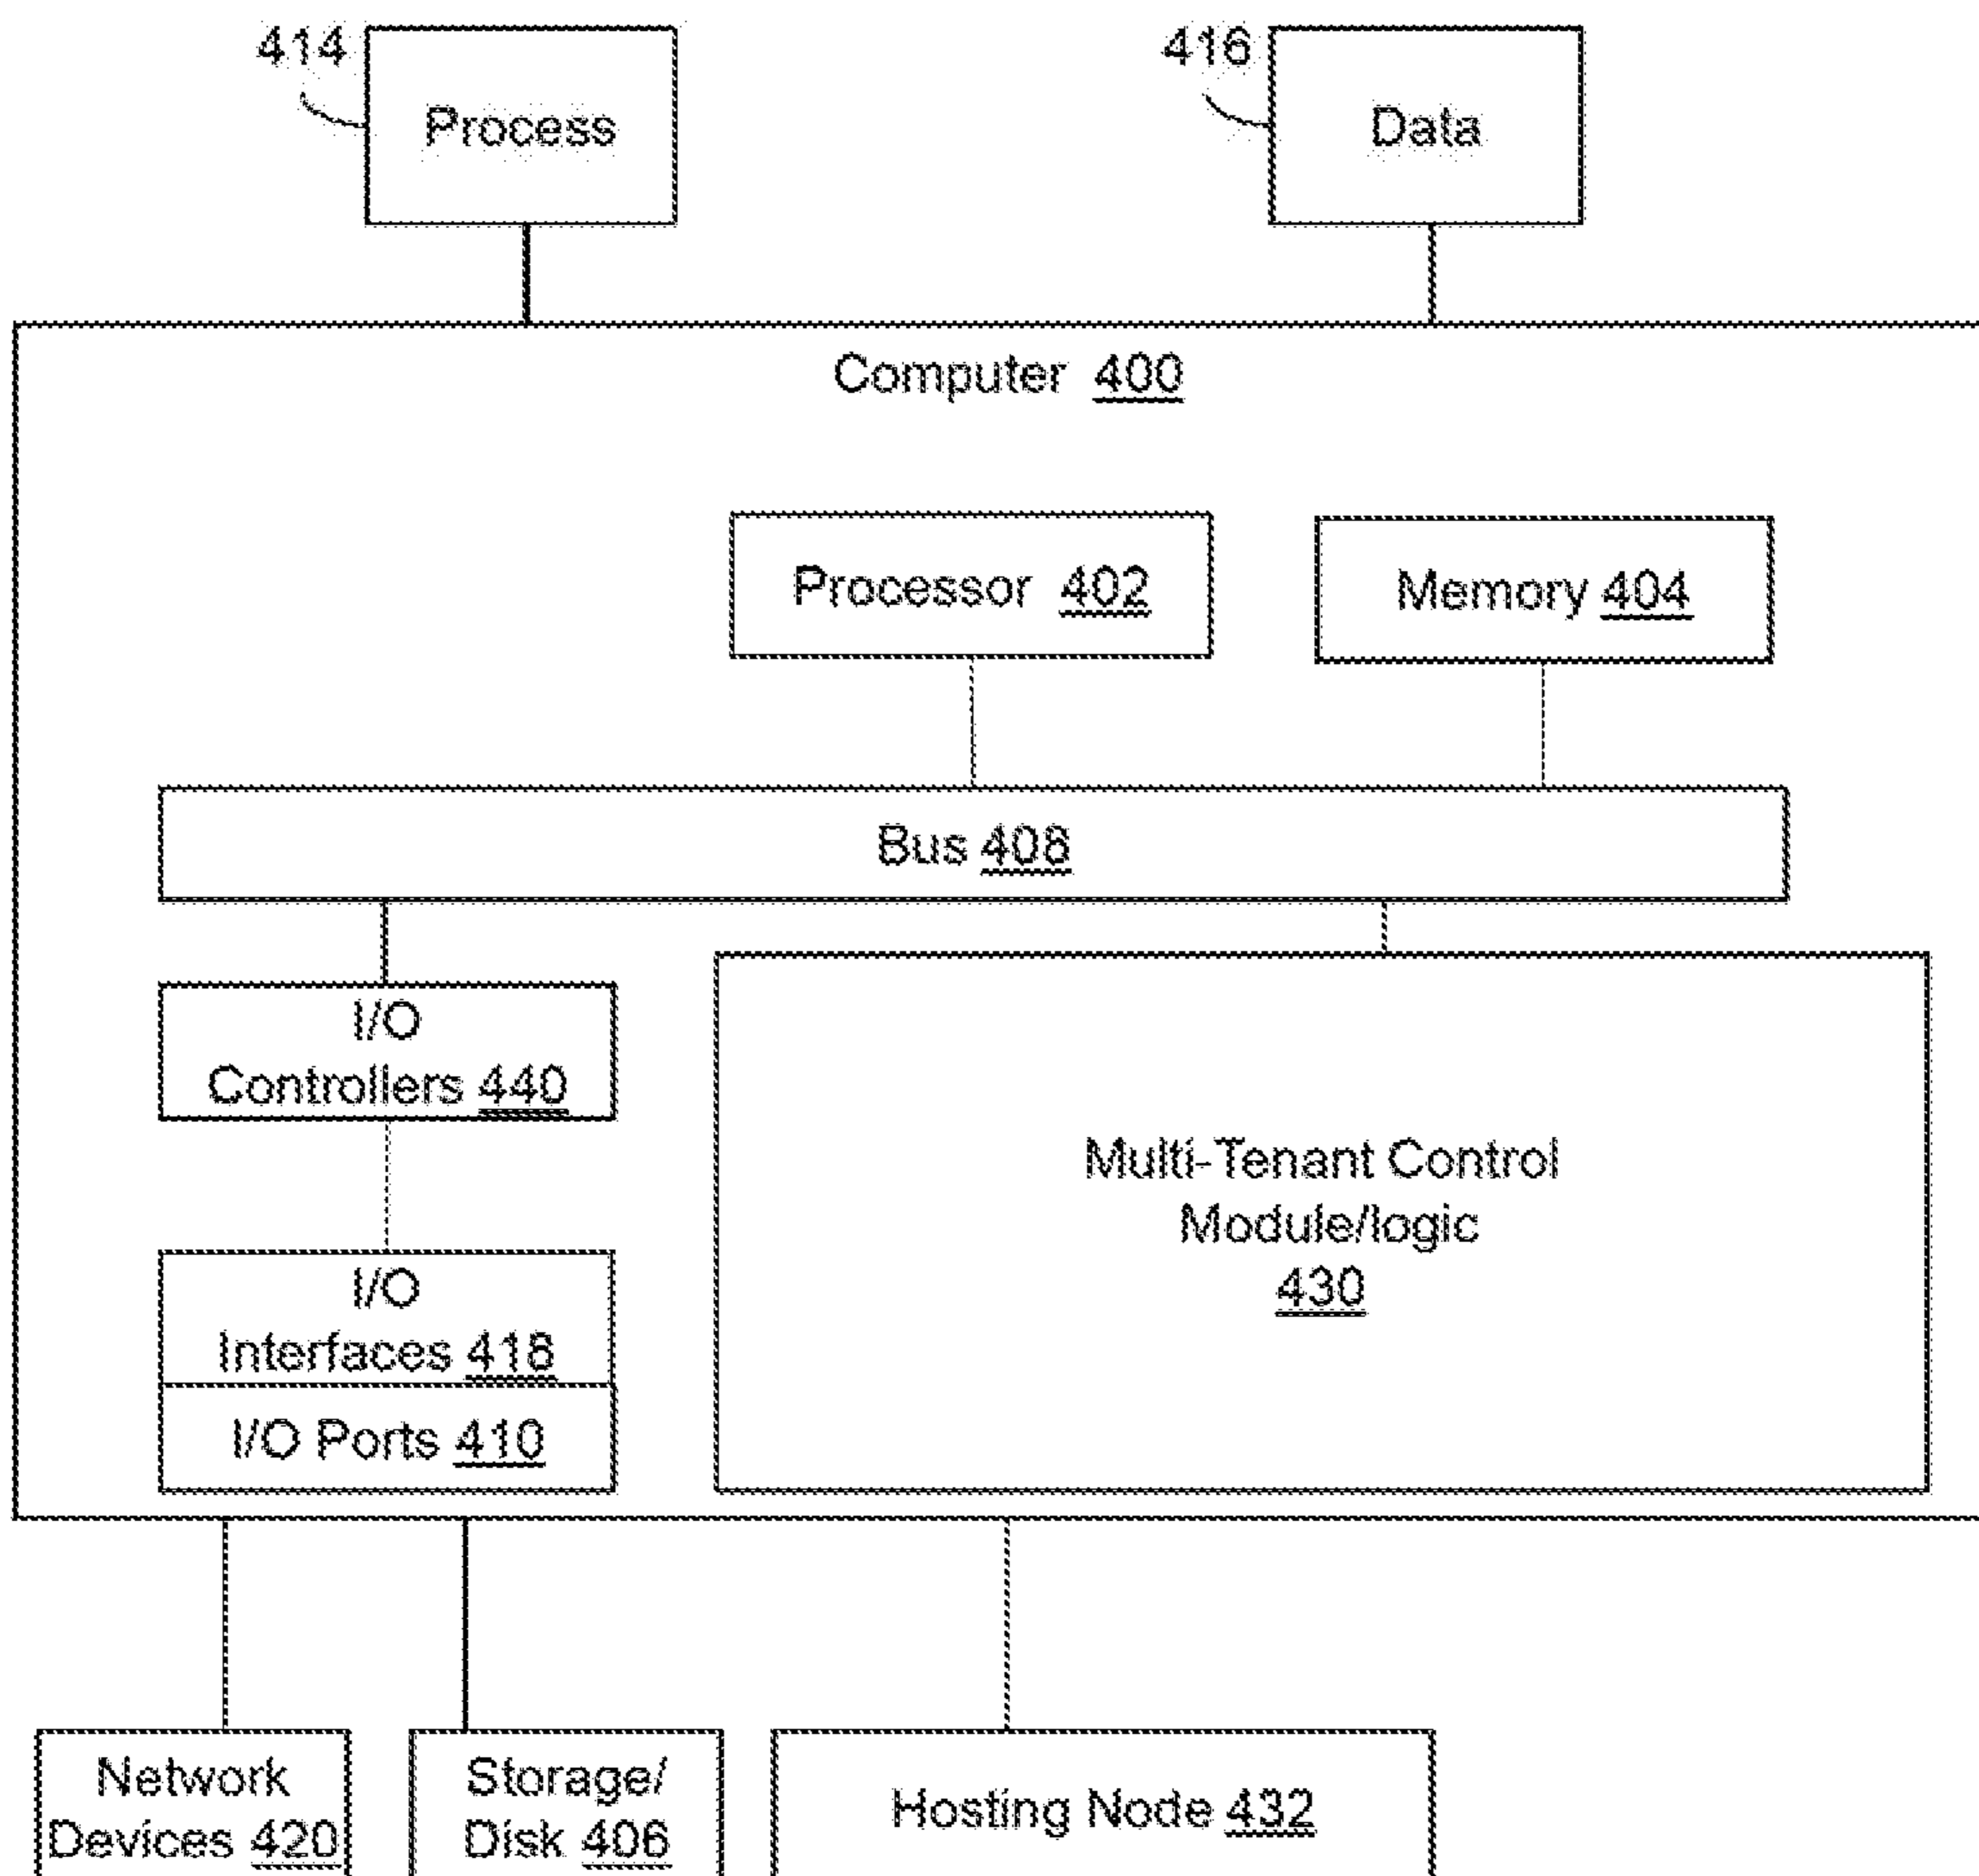 414
Process
416
Data
Computer 400
Processor 402
Memory 404
Bus 408
I/O
Controllers 440
Multi-Tenant Control
Module/logic
430
I/O
Interfaces 418
I/O Ports 410
Network
Devices 420
Storage/
Disk 406
Hosting Node 432